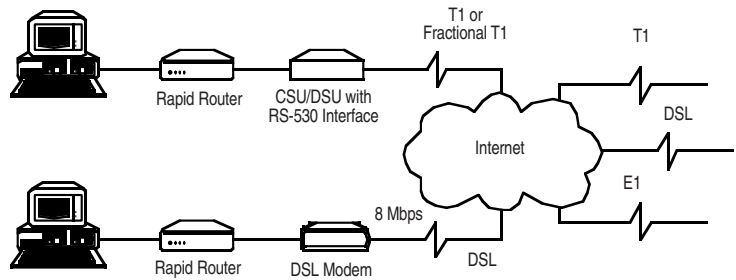 T1 or
Fractional T1
T1
Rapid Router
CSU/DSU with
RS-530 Interface
DSL
Internet
E1
8 Mbps
DSL
Rapid Router
DSL Modem